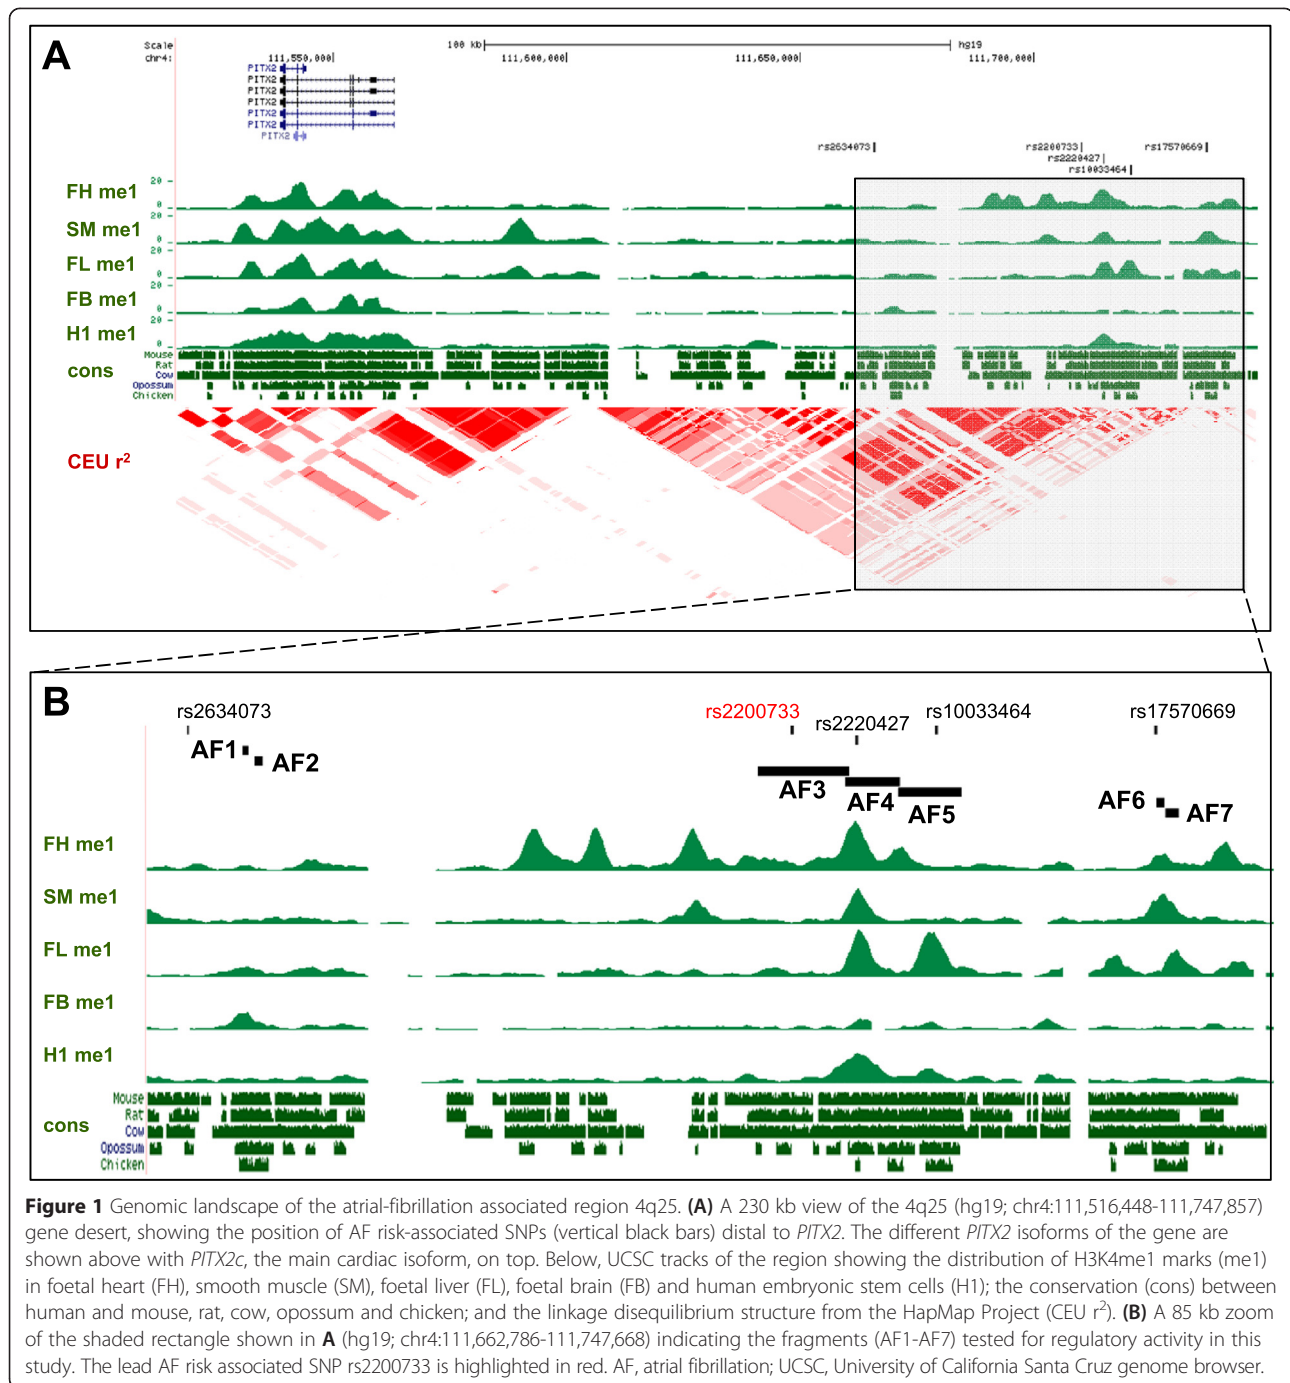 A
Scale
100 kb
hg19
chr4:
111,550,000
111,600,000
111,650,000
111,700,000
PITX2
PITX2
PITX2
PITX2
PITX2
PITX2
PITX2
rs2634073
rs2200733
rs17570669
rs2220427
rs10033464
FH me1
20
0
SM me1
20
0
FL me1
20
0
FB me1
20
0
H1 me1
20
0
cons
Mouse
Rat
Cow
Opossum
Chicken
CEU r²
B
rs2634073
rs2200733
rs2220427
rs10033464
rs17570669
AF1
AF2
AF3
AF4
AF5
AF6
AF7
FH me1
SM me1
FL me1
FB me1
H1 me1
cons
Mouse
Rat
Cow
Opossum
Chicken
Figure 1 Genomic landscape of the atrial-fibrillation associated region 4q25. (A) A 230 kb view of the 4q25 (hg19; chr4:111,516,448-111,747,857)
gene desert, showing the position of AF risk-associated SNPs (vertical black bars) distal to PITX2. The different PITX2 isoforms of the gene are
shown above with PITX2c, the main cardiac isoform, on top. Below, UCSC tracks of the region showing the distribution of H3K4me1 marks (me1)
in foetal heart (FH), smooth muscle (SM), foetal liver (FL), foetal brain (FB) and human embryonic stem cells (H1); the conservation (cons) between
human and mouse, rat, cow, opossum and chicken; and the linkage disequilibrium structure from the HapMap Project (CEU r²). (B) A 85 kb zoom
of the shaded rectangle shown in A (hg19; chr4:111,662,786-111,747,668) indicating the fragments (AF1-AF7) tested for regulatory activity in this
study. The lead AF risk associated SNP rs2200733 is highlighted in red. AF, atrial fibrillation; UCSC, University of California Santa Cruz genome browser.